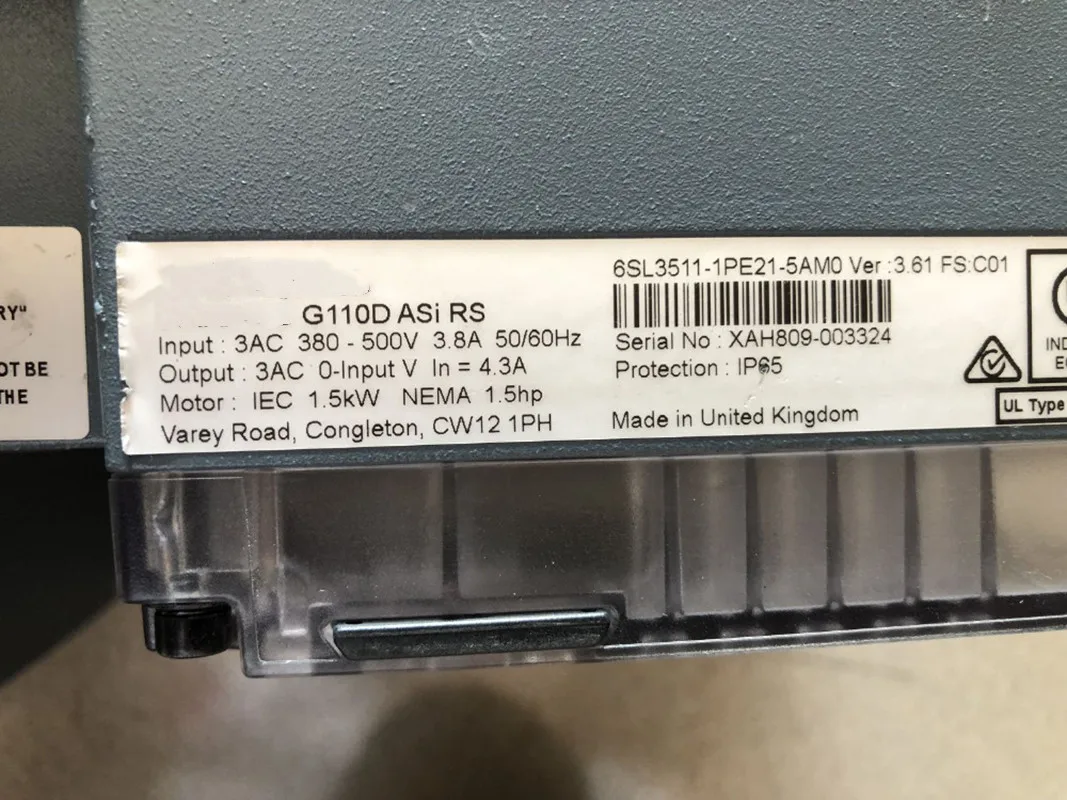 RY"
OT BE
THE
G110D ASi RS
Input : 3AC 380 - 500V 3.8A 50/60Hz
Output : 3AC 0-Input V In = 4.3A
Motor : IEC 1.5kW NEMA 1.5hp
Varey Road, Congleton, CW12 1PH
6SL3511-1PE21-5AM0 Ver :3.61 FS:C01
Serial No : XAH809-003324
Protection : IP65
Made in United Kingdom
IND
EQ
UL Type